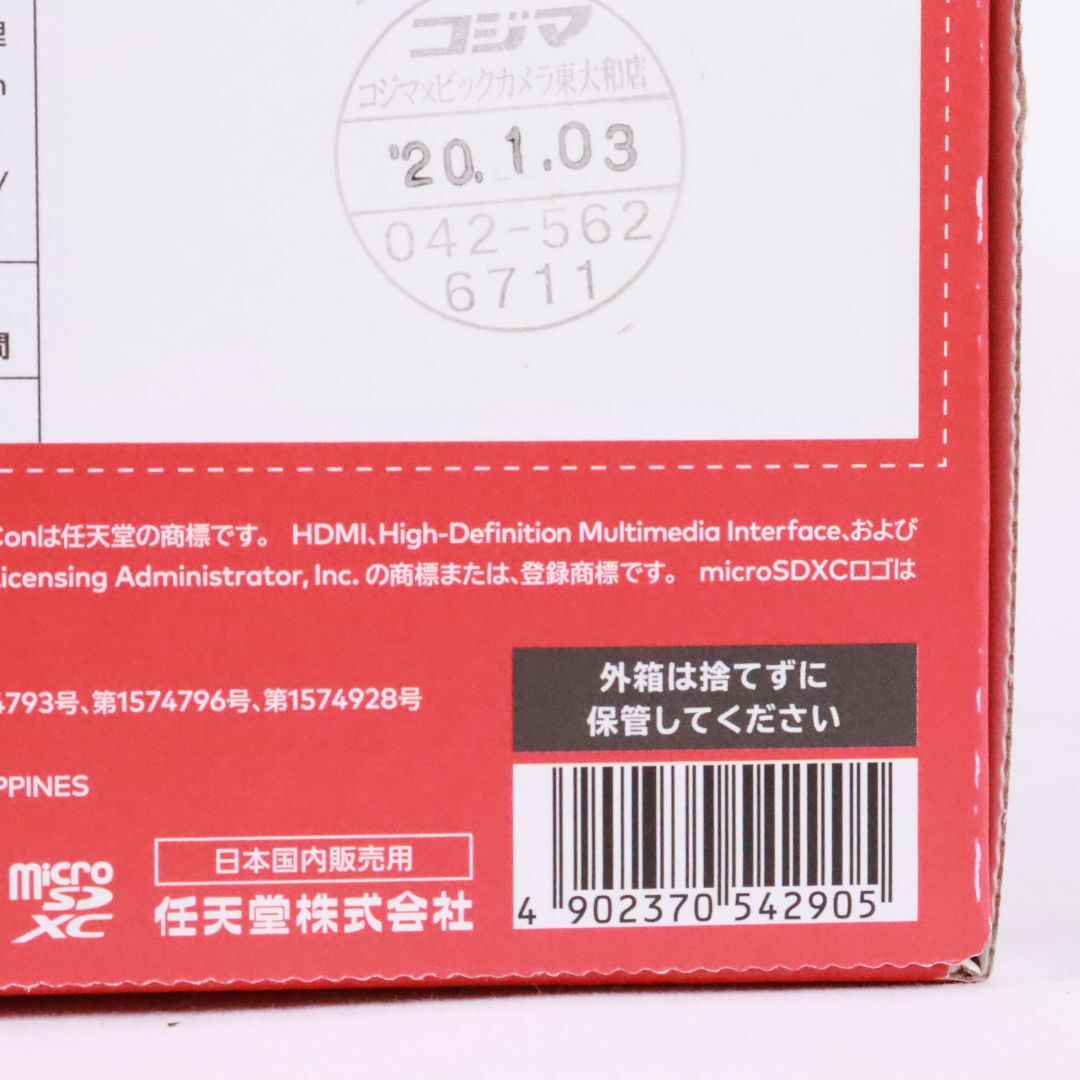 コジマ
コジマ×ビックカメラ東大和店
'20.1.03
042-562
6711
Conは任天堂の商標です。 HDMI、High-Definition Multimedia Interface、および
Licensing Administrator, Inc. の商標または、登録商標です。 microSDXCロゴは
外箱は捨てずに
保管してください
4793号、第1574796号、第1574928号
PPINES
micro
SD
XC
日本国内販売用
任天堂株式会社
4 902370 542905